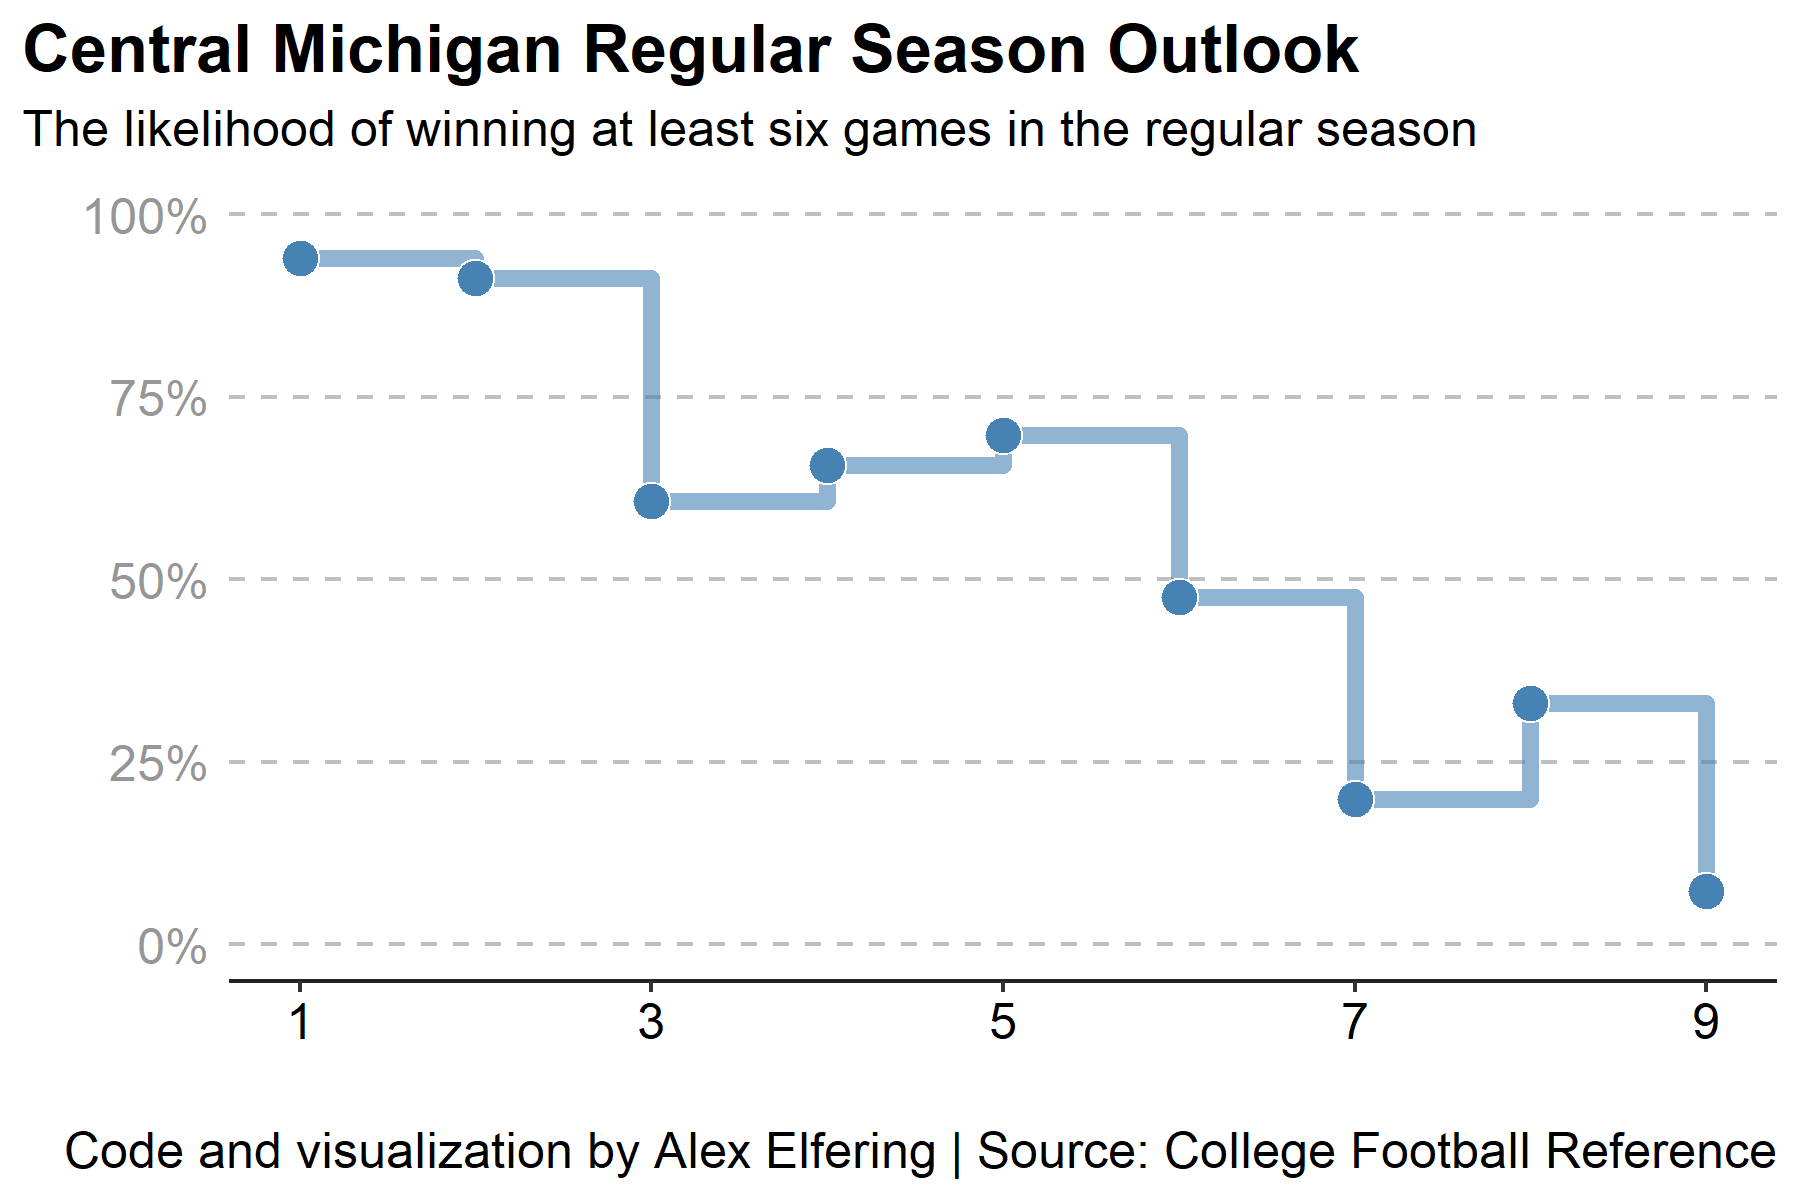 Central Michigan Regular Season Outlook
The likelihood of winning at least six games in the regular season
100%
75%
50%
25%
0%
1 3 5 7 9
Code and visualization by Alex Elfering | Source: College Football Reference